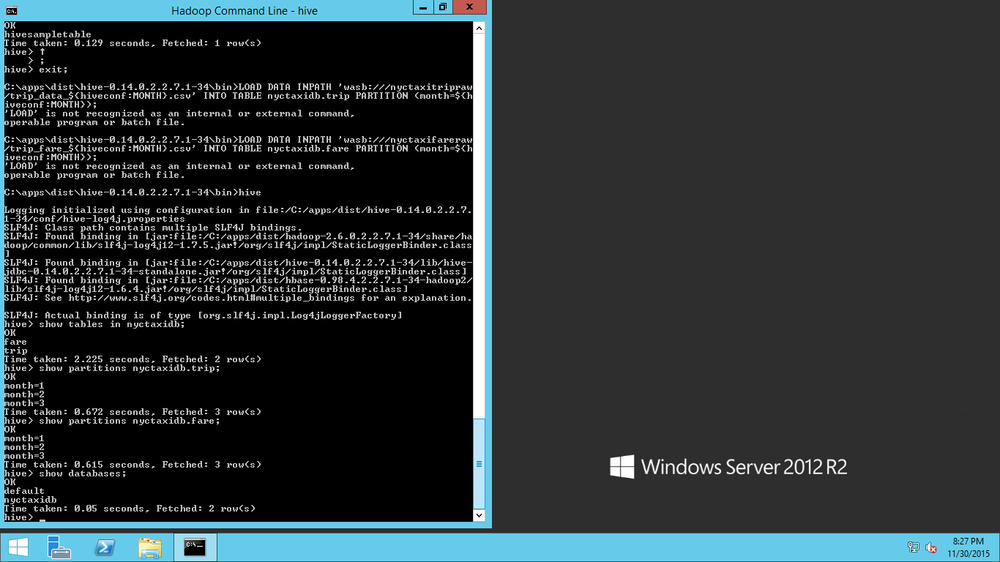 Hadoop Command Line - hive
OK
hivesampletable
Time taken: 0.129 seconds, Fetched: 1 row(s)
hive> ↑
    > ;
hive> exit;
C:\apps\dist\hive-0.14.0.2.2.7.1-34\bin>LOAD DATA INPATH 'wasb:///nyctaxitripraw
/trip_data_${hiveconf:MONTH}.csv' INTO TABLE nyctaxidb.trip PARTITION (month=${h
iveconf:MONTH});
'LOAD' is not recognized as an internal or external command,
operable program or batch file.
C:\apps\dist\hive-0.14.0.2.2.7.1-34\bin>LOAD DATA INPATH 'wasb:///nyctaxifareraw
/trip_fare_${hiveconf:MONTH}.csv' INTO TABLE nyctaxidb.fare PARTITION (month=${h
iveconf:MONTH});
'LOAD' is not recognized as an internal or external command,
operable program or batch file.
C:\apps\dist\hive-0.14.0.2.2.7.1-34\bin>hive
Logging initialized using configuration in file:/C:/apps/dist/hive-0.14.0.2.2.7.
1-34/conf/hive-log4j.properties
SLF4J: Class path contains multiple SLF4J bindings.
SLF4J: Found binding in [jar:file:/C:/apps/dist/hadoop-2.6.0.2.2.7.1-34/share/ha
doop/common/lib/slf4j-log4j12-1.7.5.jar!/org/slf4j/impl/StaticLoggerBinder.class
]
SLF4J: Found binding in [jar:file:/C:/apps/dist/hive-0.14.0.2.2.7.1-34/lib/hive-
jdbc-0.14.0.2.2.7.1-34-standalone.jar!/org/slf4j/impl/StaticLoggerBinder.class]
SLF4J: Found binding in [jar:file:/C:/apps/dist/hbase-0.98.4.2.2.7.1-34-hadoop2/
lib/slf4j-log4j12-1.6.4.jar!/org/slf4j/impl/StaticLoggerBinder.class]
SLF4J: See http://www.slf4j.org/codes.html#multiple_bindings for an explanation.
SLF4J: Actual binding is of type [org.slf4j.impl.Log4jLoggerFactory]
hive> show tables in nyctaxidb;
OK
fare
trip
Time taken: 2.225 seconds, Fetched: 2 row(s)
hive> show partitions nyctaxidb.trip;
OK
month=1
month=2
month=3
Time taken: 0.672 seconds, Fetched: 3 row(s)
hive> show partitions nyctaxidb.fare;
OK
month=1
month=2
month=3
Time taken: 0.615 seconds, Fetched: 3 row(s)
hive> show databases;
OK
default
nyctaxidb
Time taken: 0.05 seconds, Fetched: 2 row(s)
hive> _
Windows Server 2012 R2
8:27 PM
11/30/2015